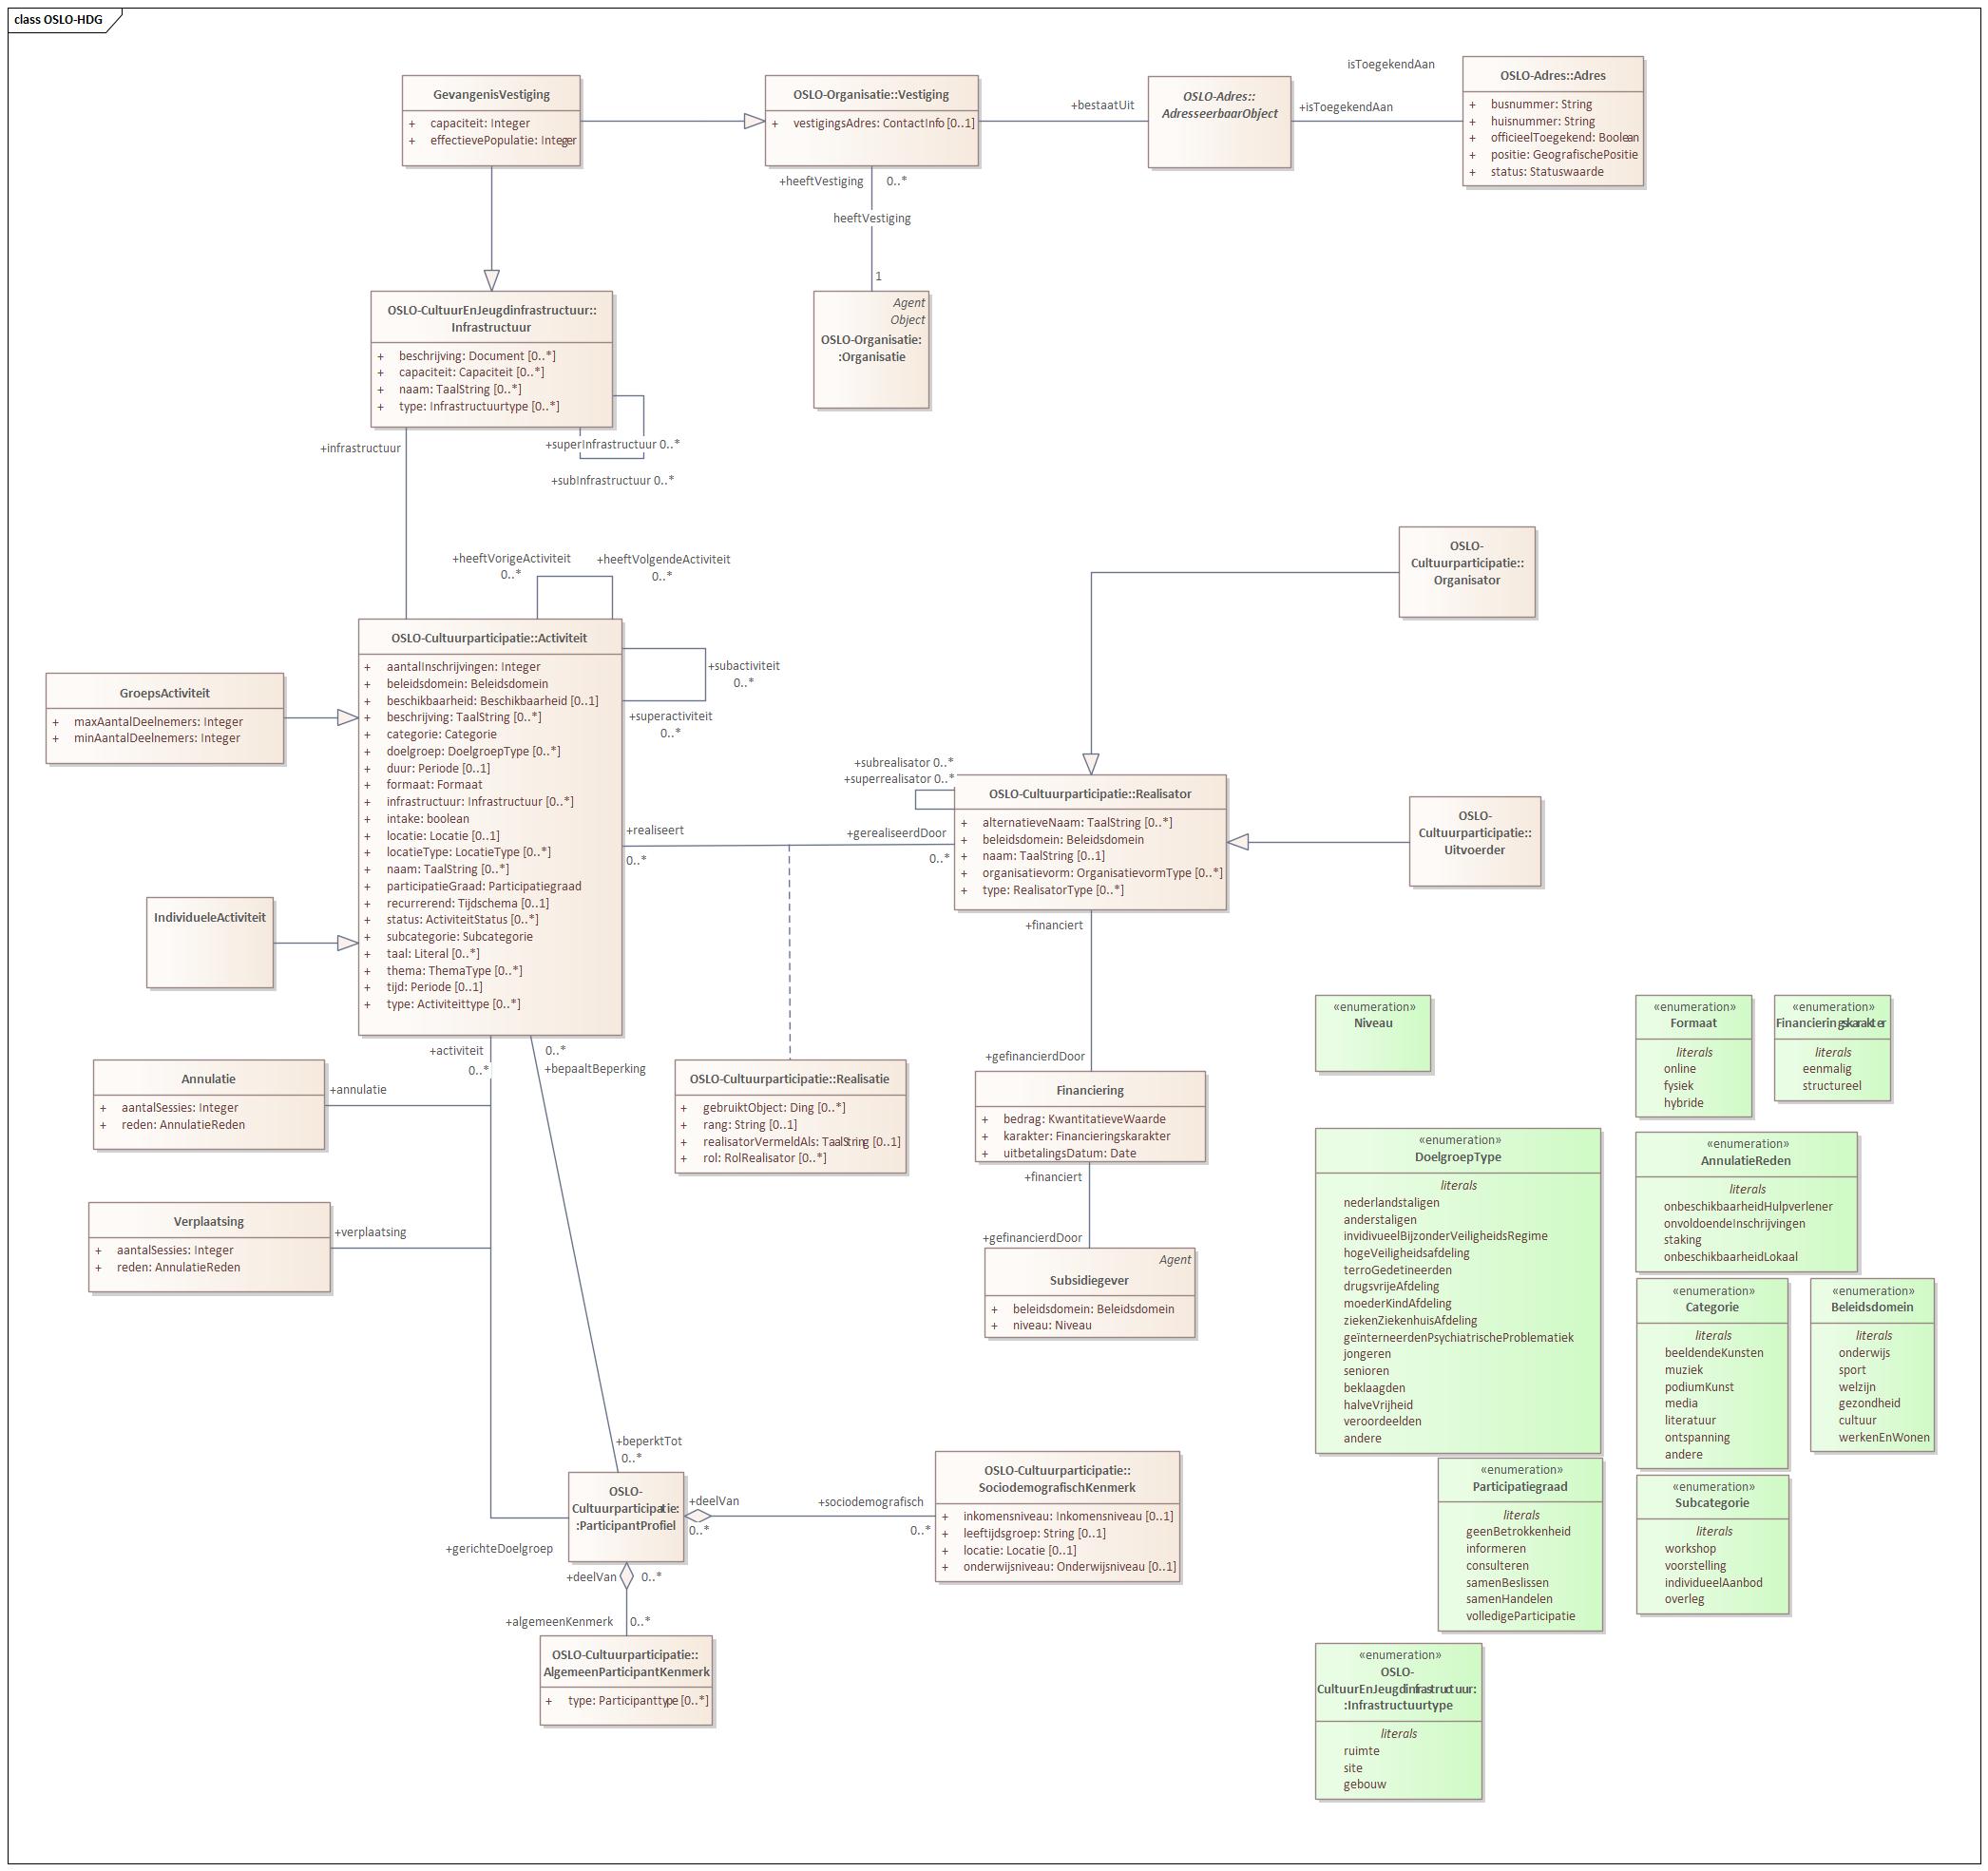 class OSLO-HDG
GevangenisVestiging
+ capaciteit: Integer
+ effectievePopulatie: Integer
OSLO-Organisatie::Vestiging
+ vestigingsAdres: ContactInfo [0..1]
+bestaatUit
OSLO-Adres::
AdresseerbaarObject
isToegekendAan
+isToegekendAan
OSLO-Adres::Adres
+ busnummer: String
+ huisnummer: String
+ officieelToegekend: Boolean
+ positie: GeografischePositie
+ status: Statuswaarde
+heeftVestiging 0..*
heeftVestiging
1
Agent
Object
OSLO-Organisatie:
:Organisatie
OSLO-CultuurEnJeugdinfrastructuur::
Infrastructuur
+ beschrijving: Document [0..*]
+ capaciteit: Capaciteit [0..*]
+ naam: TaalString [0..*]
+ type: Infrastructuurtype [0..*]
+infrastructuur
+superInfrastructuur 0..*
+subInfrastructuur 0..*
+heeftVorigeActiviteit
0..*
+heeftVolgendeActiviteit
0..*
OSLO-Cultuurparticipatie::Activiteit
+ aantalInschrijvingen: Integer
+ beleidsdomein: Beleidsdomein
+ beschikbaarheid: Beschikbaarheid [0..1]
+ beschrijving: TaalString [0..*]
+ categorie: Categorie
+ doelgroep: DoelgroepType [0..*]
+ duur: Periode [0..1]
+ formaat: Formaat
+ infrastructuur: Infrastructuur [0..*]
+ intake: boolean
+ locatie: Locatie [0..1]
+ locatieType: LocatieType [0..*]
+ naam: TaalString [0..*]
+ participatieGraad: Participatiegraad
+ recurrerend: Tijdschema [0..1]
+ status: ActiviteitStatus [0..*]
+ subcategorie: Subcategorie
+ taal: Literal [0..*]
+ thema: ThemaType [0..*]
+ tijd: Periode [0..1]
+ type: Activiteittype [0..*]
+subactiviteit
0..*
+superactiviteit
0..*
GroepsActiviteit
+ maxAantalDeelnemers: Integer
+ minAantalDeelnemers: Integer
IndividueleActiviteit
OSLO-
Cultuurparticipatie::
Organisator
+subrealisator 0..*
+superrealisator 0..*
OSLO-Cultuurparticipatie::Realisator
+ alternatieveNaam: TaalString [0..*]
+ beleidsdomein: Beleidsdomein
+ naam: TaalString [0..1]
+ organisatievorm: OrganisatievormType [0..*]
+ type: RealisatorType [0..*]
OSLO-
Cultuurparticipatie::
Uitvoerder
+realiseert
0..*
+gerealiseerdDoor
0..*
+financiert
+gefinancierdDoor
Financiering
+ bedrag: KwantitatieveWaarde
+ karakter: Financieringskarakter
+ uitbetalingsDatum: Date
+financiert
+gefinancierdDoor
Agent
Subsidiegever
+ beleidsdomein: Beleidsdomein
+ niveau: Niveau
+activiteit
0..*
0..*
+bepaaltBeperking
OSLO-Cultuurparticipatie::Realisatie
+ gebruiktObject: Ding [0..*]
+ rang: String [0..1]
+ realisatorVermeldAls: TaalString [0..1]
+ rol: RolRealisator [0..*]
Annulatie
+ aantalSessies: Integer
+ reden: AnnulatieReden
+annulatie
Verplaatsing
+ aantalSessies: Integer
+ reden: AnnulatieReden
+verplaatsing
+beperktTot
0..*
OSLO-
Cultuurparticipatie:
:ParticipantProfiel
+gerichteDoelgroep
+deelVan
0..*
+sociodemografisch
0..*
OSLO-Cultuurparticipatie::
SociodemografischKenmerk
+ inkomensniveau: Inkomensniveau [0..1]
+ leeftijdsgroep: String [0..1]
+ locatie: Locatie [0..1]
+ onderwijsniveau: Onderwijsniveau [0..1]
+deelVan 0..*
+algemeenKenmerk 0..*
OSLO-Cultuurparticipatie::
AlgemeenParticipantKenmerk
+ type: Participanttype [0..*]
«enumeration»
Niveau
«enumeration»
Formaat
literals
online
fysiek
hybride
«enumeration»
Financieringskarakter
literals
eenmalig
structureel
«enumeration»
DoelgroepType
literals
nederlandstaligen
anderstaligen
invidivueelBijzonderVeiligheidsRegime
hogeVeiligheidsafdeling
terroGedetineerden
drugsvrijeAfdeling
moederKindAfdeling
ziekenZiekenhuisAfdeling
geïnterneerdenPsychiatrischeProblematiek
jongeren
senioren
beklaagden
halveVrijheid
veroordeelden
andere
«enumeration»
AnnulatieReden
literals
onbeschikbaarheidHulpverlener
onvoldoendeInschrijvingen
staking
onbeschikbaarheidLokaal
«enumeration»
Categorie
literals
beeldendeKunsten
muziek
podiumKunst
media
literatuur
ontspanning
andere
«enumeration»
Beleidsdomein
literals
onderwijs
sport
welzijn
gezondheid
cultuur
werkenEnWonen
«enumeration»
Participatiegraad
literals
geenBetrokkenheid
informeren
consulteren
samenBeslissen
samenHandelen
volledigeParticipatie
«enumeration»
Subcategorie
literals
workshop
voorstelling
individueelAanbod
overleg
«enumeration»
OSLO-
CultuurEnJeugdinfrastructuur:
:Infrastructuurtype
literals
ruimte
site
gebouw